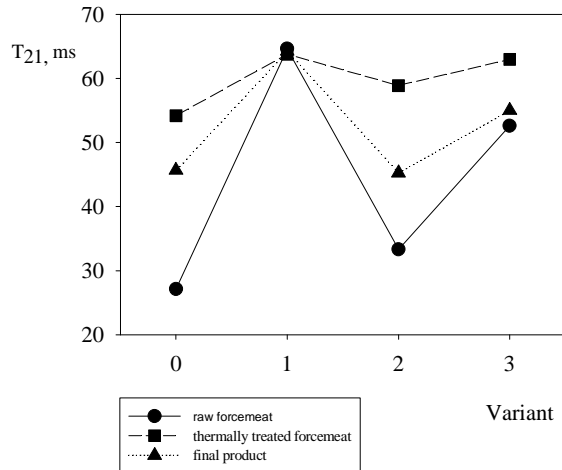 70
T21, ms
60
50
40
30
20
0 1 2 3
Variant
raw forcemeat
thermally treated forcemeat
final product